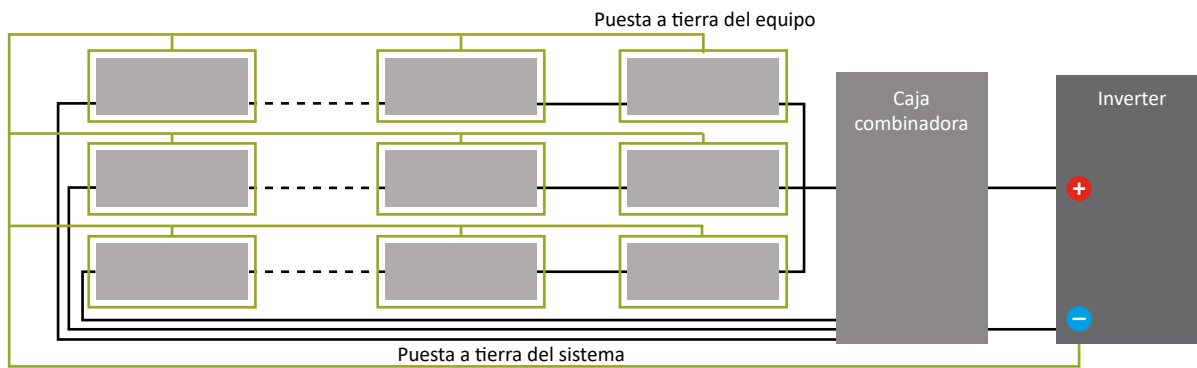 Puesta a tierra del equipo
Caja
combinadora
Inverter
+
−
Puesta a tierra del sistema